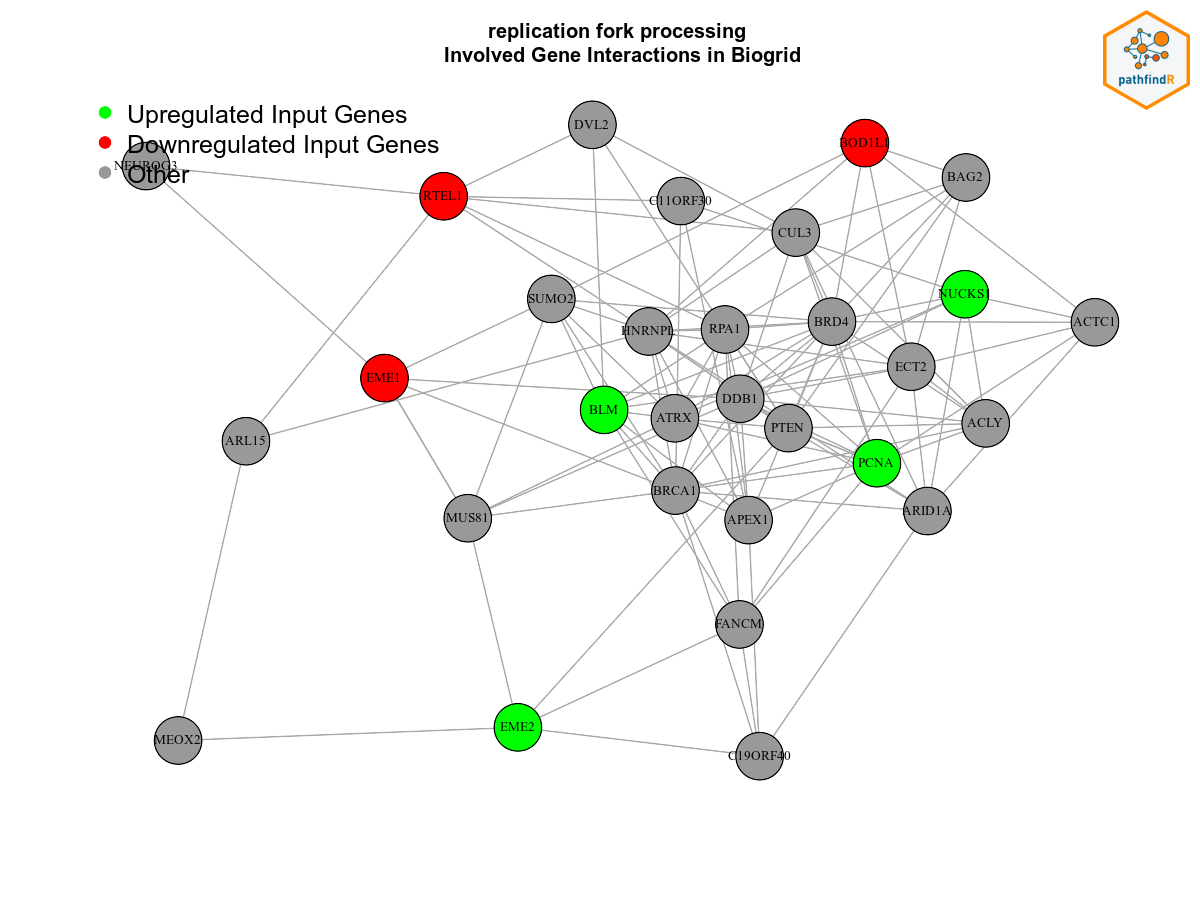 replication fork processing
Involved Gene Interactions in Biogrid
pathfindR
Upregulated Input Genes
Downregulated Input Genes
Other
DVL2
BOD1L1
NEUROG3
BAG2
RTEL1
C11ORF30
CUL3
SUMO2
NUCKS1
HNRNPL
RPA1
BRD4
ACTC1
ECT2
EME1
BLM
DDB1
ATRX
PTEN
ACLY
ARL15
PCNA
BRCA1
MUS81
APEX1
ARID1A
FANCM
EME2
MEOX2
C19ORF40